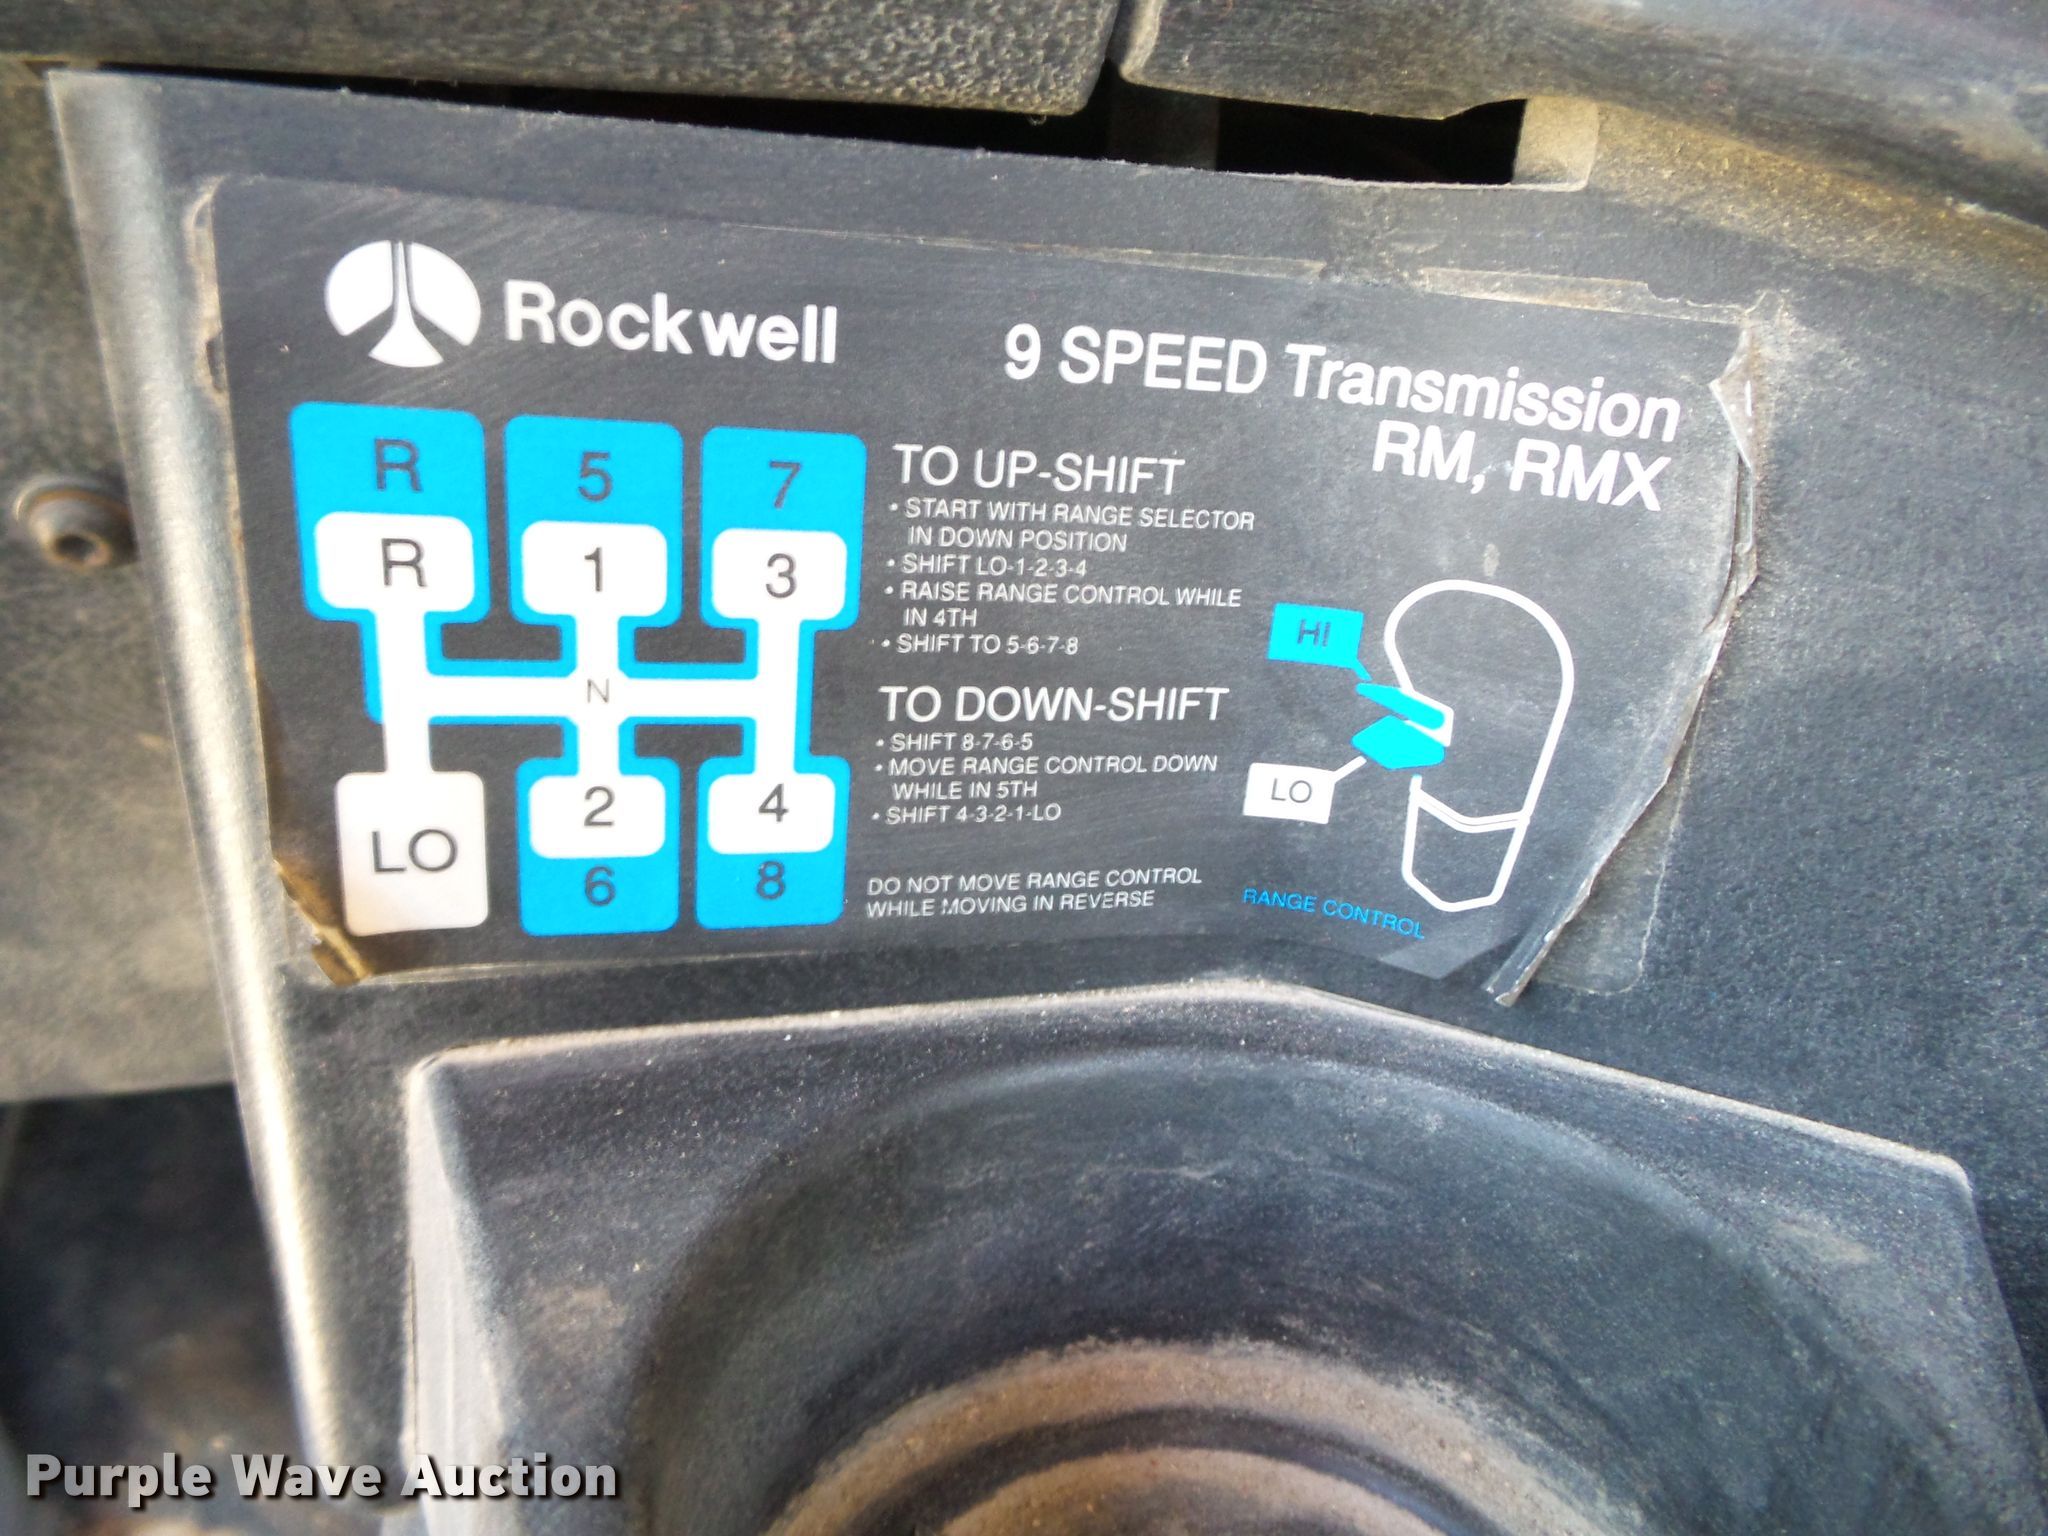 Rockwell
9 SPEED Transmission
RM, RMX
R 5 7
R 1 3
N
LO 2 4
6 8
TO UP-SHIFT
• START WITH RANGE SELECTOR
IN DOWN POSITION
• SHIFT LO-1-2-3-4
• RAISE RANGE CONTROL WHILE
IN 4TH
• SHIFT TO 5-6-7-8
TO DOWN-SHIFT
• SHIFT 8-7-6-5
• MOVE RANGE CONTROL DOWN
WHILE IN 5TH
• SHIFT 4-3-2-1-LO
DO NOT MOVE RANGE CONTROL
WHILE MOVING IN REVERSE
HI
LO
RANGE CONTROL
Purple Wave Auction